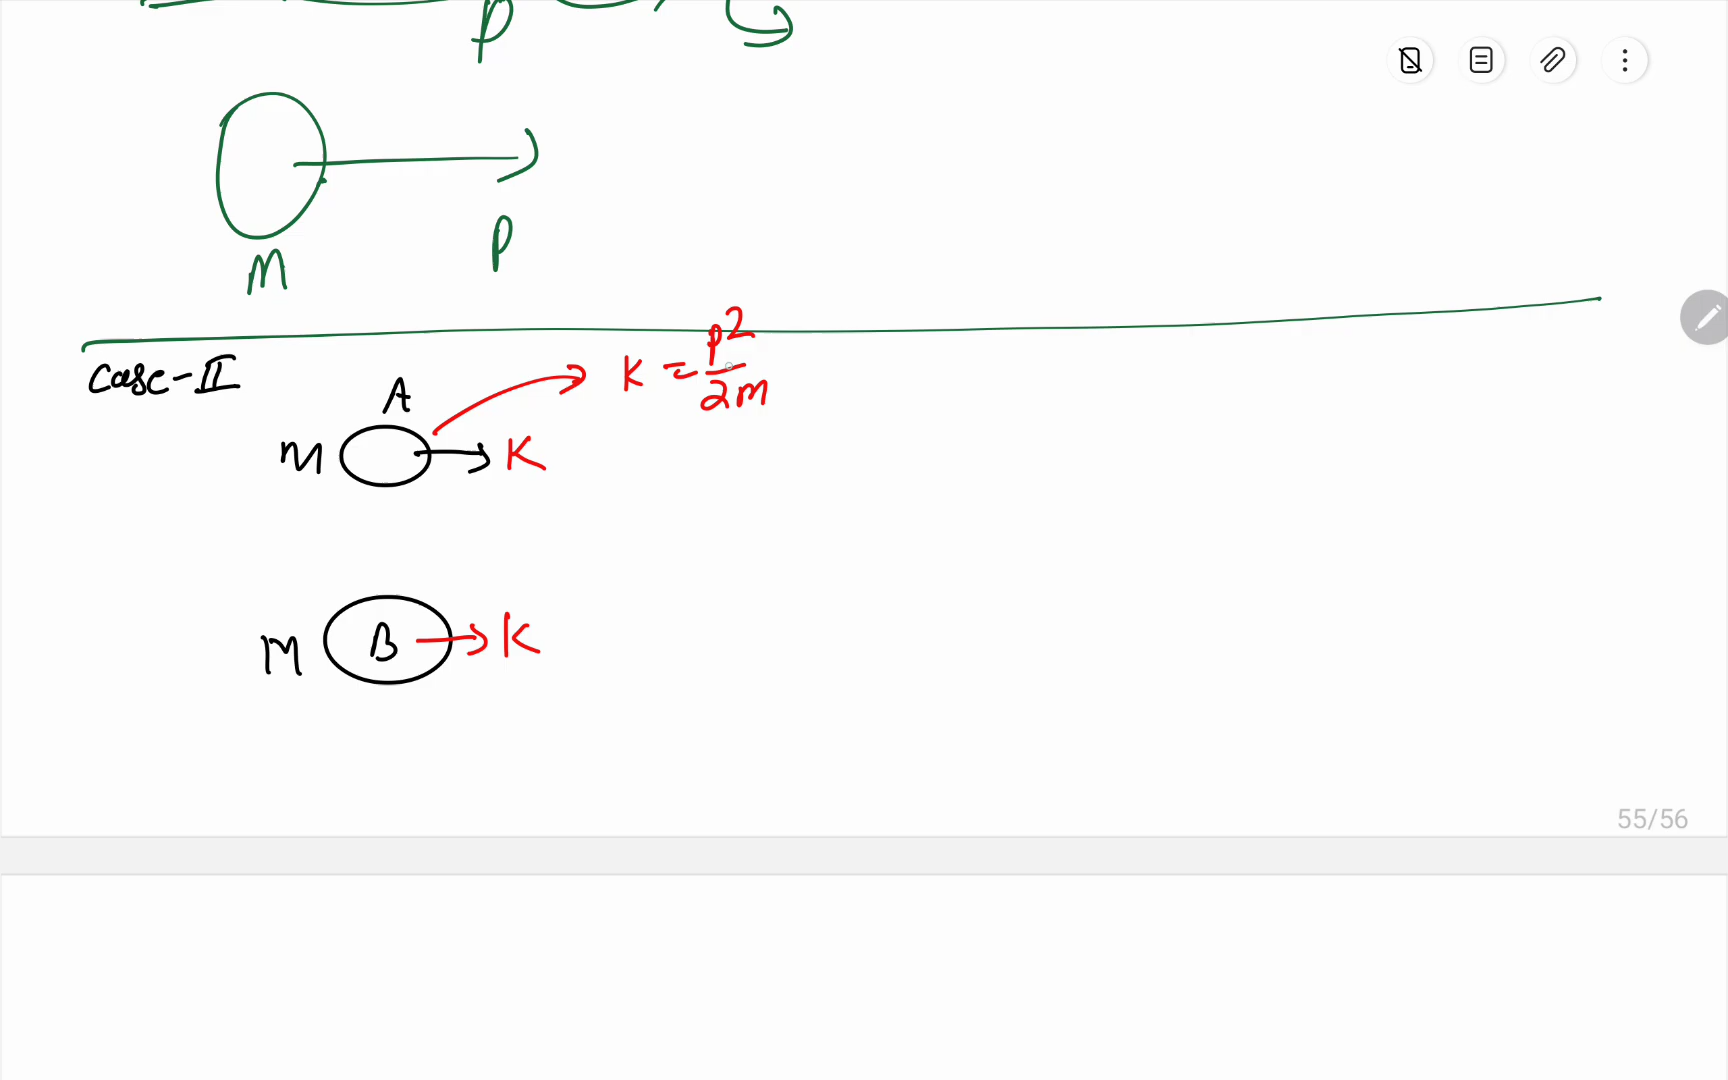 p
M
p
Case-II
A
K = p²/2m
m → K
M B → K
55/56